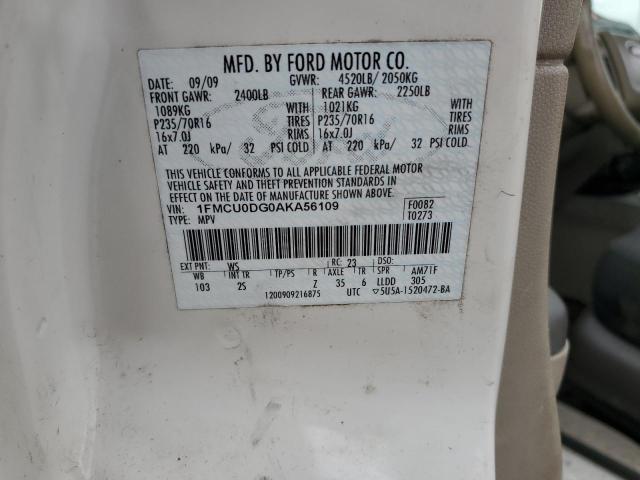 MFD. BY FORD MOTOR CO.
DATE: 09/09 GVWR: 4520LB/ 2050KG
FRONT GAWR: 2400LB REAR GAWR: 2250LB
1089KG WITH 1021KG WITH
P235/70R16 TIRES P235/70R16 TIRES
16x7.0J RIMS 16x7.0J RIMS
AT 220 kPa/ 32 PSI COLD AT 220 kPa/ 32 PSI COLD
THIS VEHICLE CONFORMS TO ALL APPLICABLE FEDERAL MOTOR
VEHICLE SAFETY AND THEFT PREVENTION STANDARDS IN
EFFECT ON THE DATE OF MANUFACTURE SHOWN ABOVE.
VIN: 1FMCU0DG0AKA56109 F0082
TYPE: MPV T0273
EXT PNT: WS RC: 23 DSO:
WB INT TR TP/PS R AXLE TR SPR AM71F
103 2S Z 35 6 LLDD 305
1200909216875 UTC ▽5U5A-1520472-BA